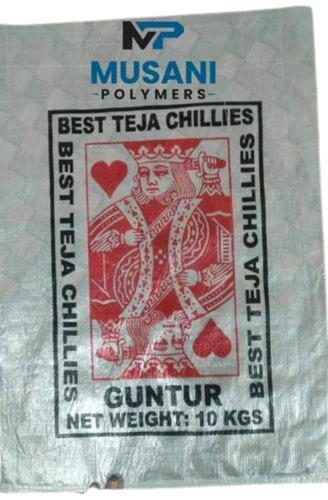 MP
MUSANI
-POLYMERS-
BEST TEJA CHILLIES
BEST TEJA CHILLIES
BEST TEJA CHILLIES
GUNTUR
NET WEIGHT: 10 KGS